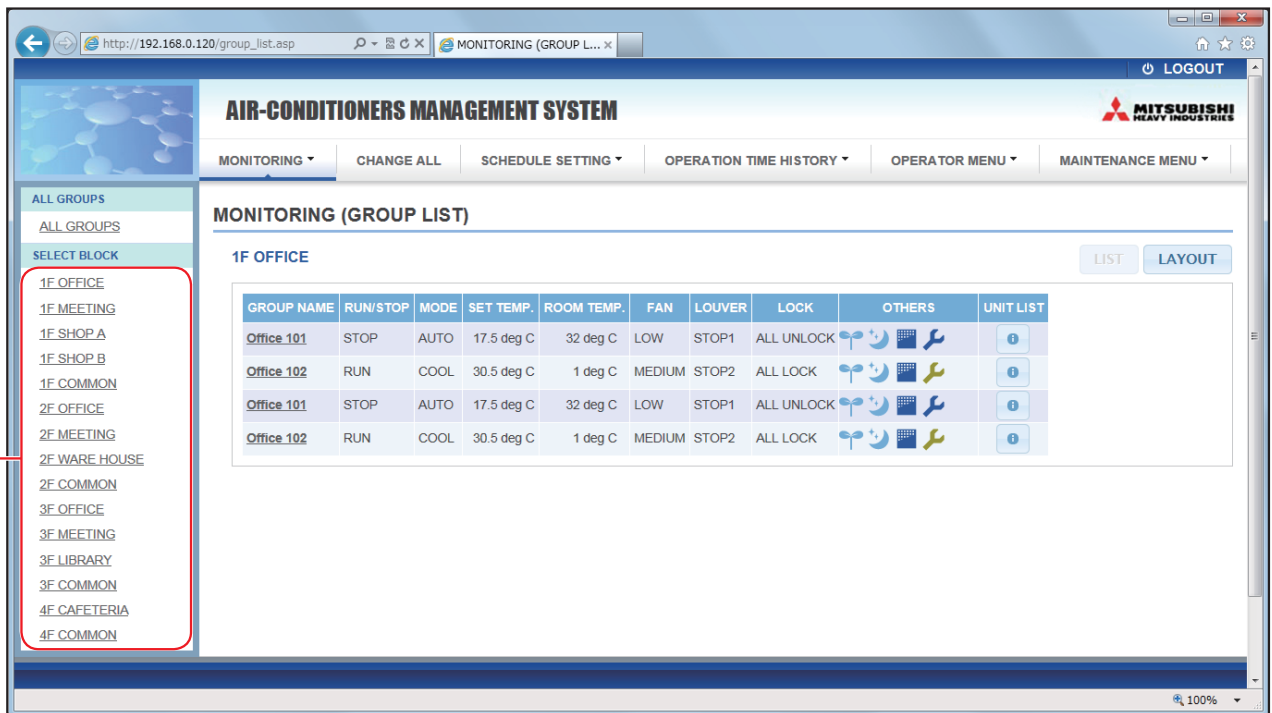 http://192.168.0.120/group_list.asp MONITORING (GROUP L...
LOGOUT
AIR-CONDITIONERS MANAGEMENT SYSTEM
MITSUBISHI
HEAVY INDUSTRIES
MONITORING CHANGE ALL SCHEDULE SETTING OPERATION TIME HISTORY OPERATOR MENU MAINTENANCE MENU
ALL GROUPS
ALL GROUPS
SELECT BLOCK
1F OFFICE
1F MEETING
1F SHOP A
1F SHOP B
1F COMMON
2F OFFICE
2F MEETING
2F WARE HOUSE
2F COMMON
3F OFFICE
3F MEETING
3F LIBRARY
3F COMMON
4F CAFETERIA
4F COMMON
MONITORING (GROUP LIST)
1F OFFICE LIST LAYOUT
GROUP NAME RUN/STOP MODE SET TEMP. ROOM TEMP. FAN LOUVER LOCK OTHERS UNIT LIST
Office 101 STOP AUTO 17.5 deg C 32 deg C LOW STOP1 ALL UNLOCK
Office 102 RUN COOL 30.5 deg C 1 deg C MEDIUM STOP2 ALL LOCK
Office 101 STOP AUTO 17.5 deg C 32 deg C LOW STOP1 ALL UNLOCK
Office 102 RUN COOL 30.5 deg C 1 deg C MEDIUM STOP2 ALL LOCK
100%